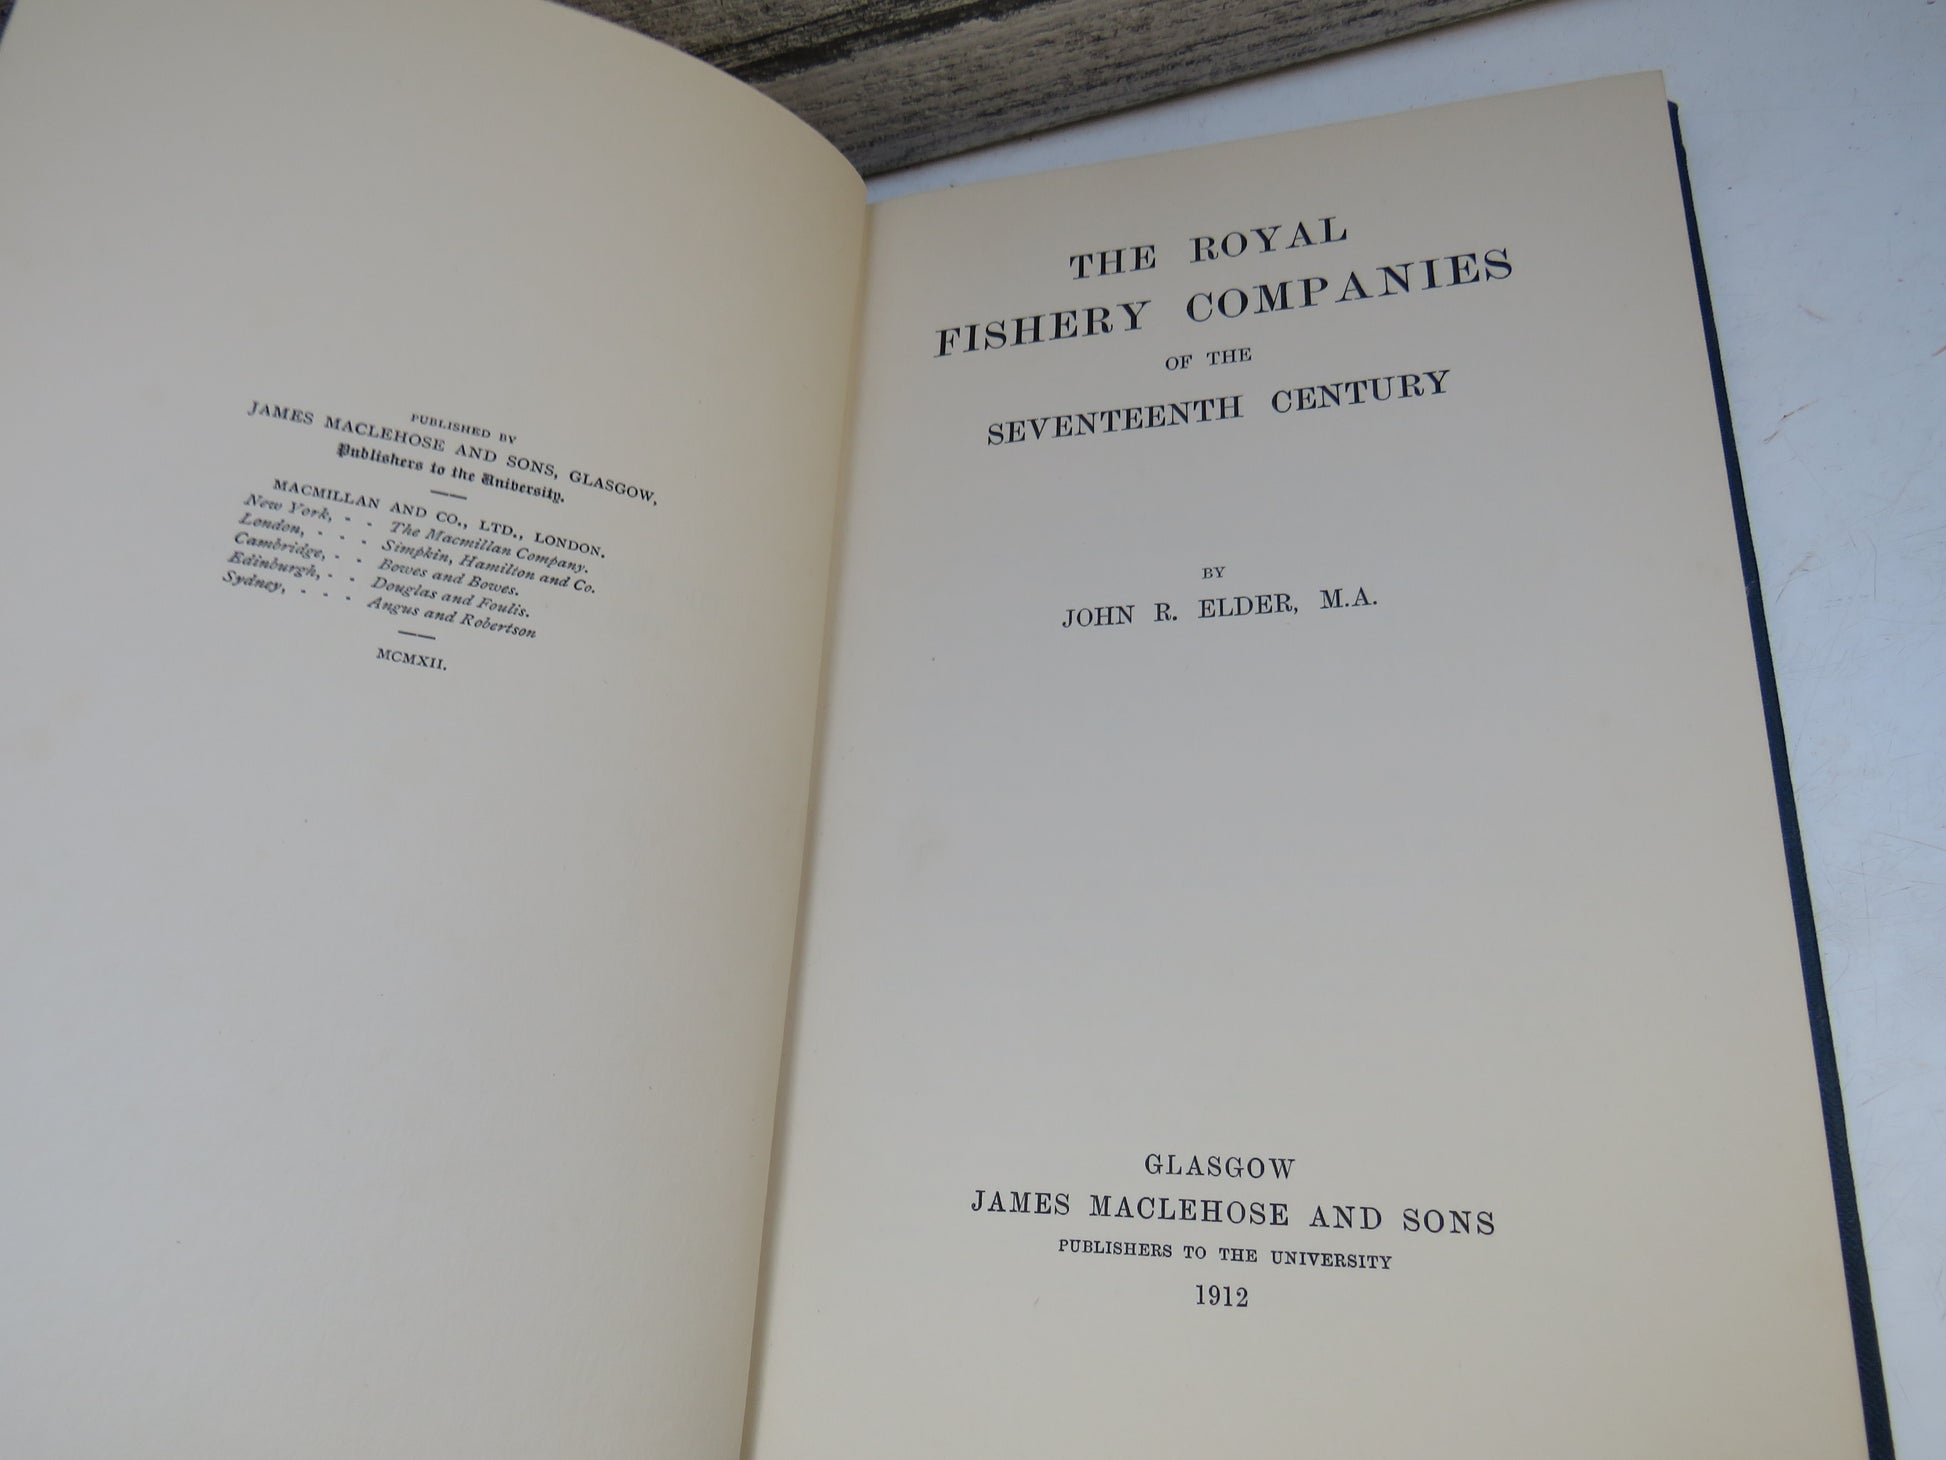 PUBLISHED BY
JAMES MACLEHOSE AND SONS, GLASGOW,
Publishers to the University.
MACMILLAN AND CO., LTD., LONDON.
New York, - - The Macmillan Company.
London, - - - Simpkin, Hamilton and Co.
Cambridge, - - Bowes and Bowes.
Edinburgh, - - Douglas and Foulis.
Sydney, - - - Angus and Robertson
MCMXII.
THE ROYAL
FISHERY COMPANIES
OF THE
SEVENTEENTH CENTURY
BY
JOHN R. ELDER, M.A.
GLASGOW
JAMES MACLEHOSE AND SONS
PUBLISHERS TO THE UNIVERSITY
1912